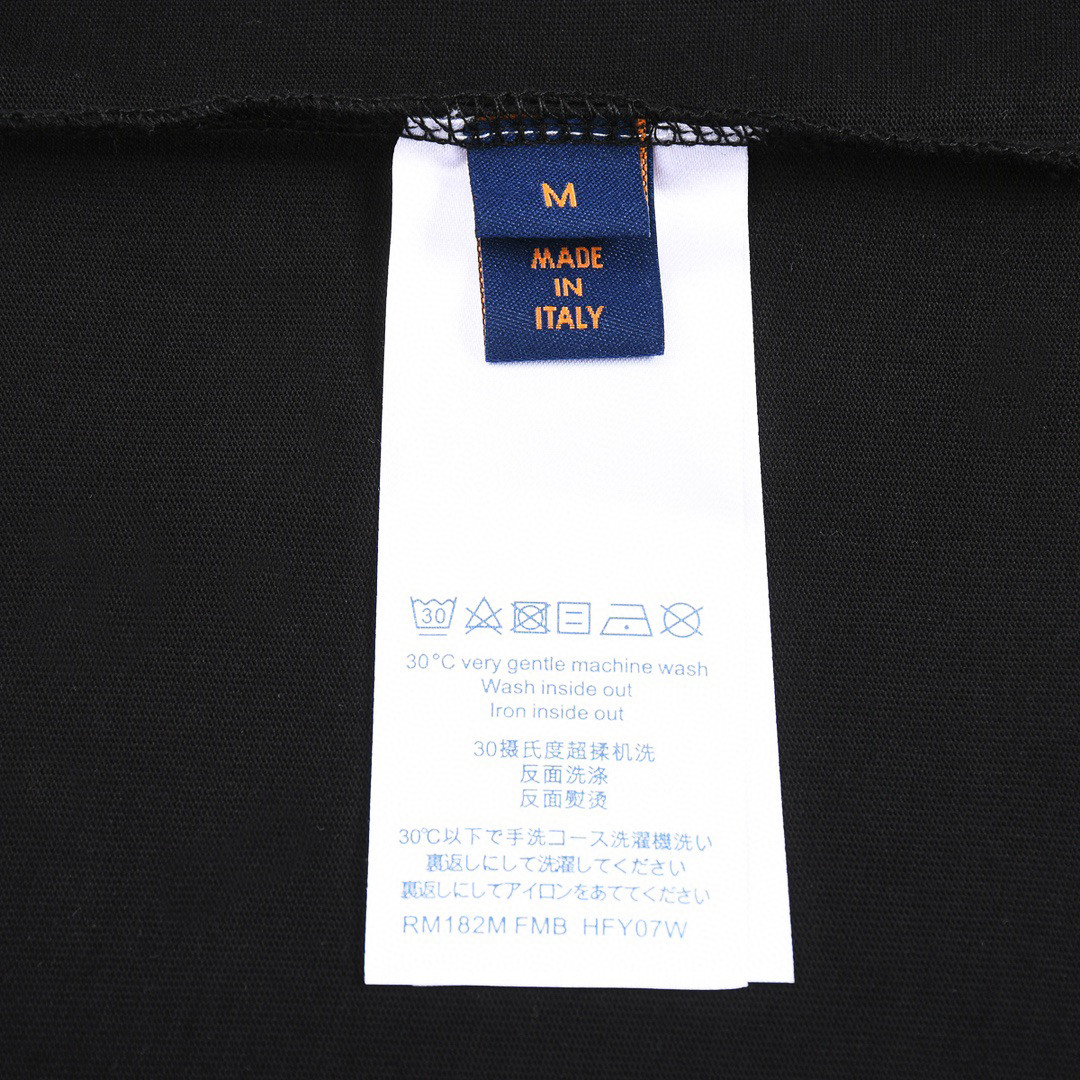 M
MADE
IN
ITALY
30
30°C very gentle machine wash
Wash inside out
Iron inside out
30摄氏度超揉机洗
反面洗涤
反面熨烫
30℃以下で手洗コース洗濯機洗い
裏返しにして洗濯してください
裏返しにしてアイロンをあててください
RM182M FMB HFY07W